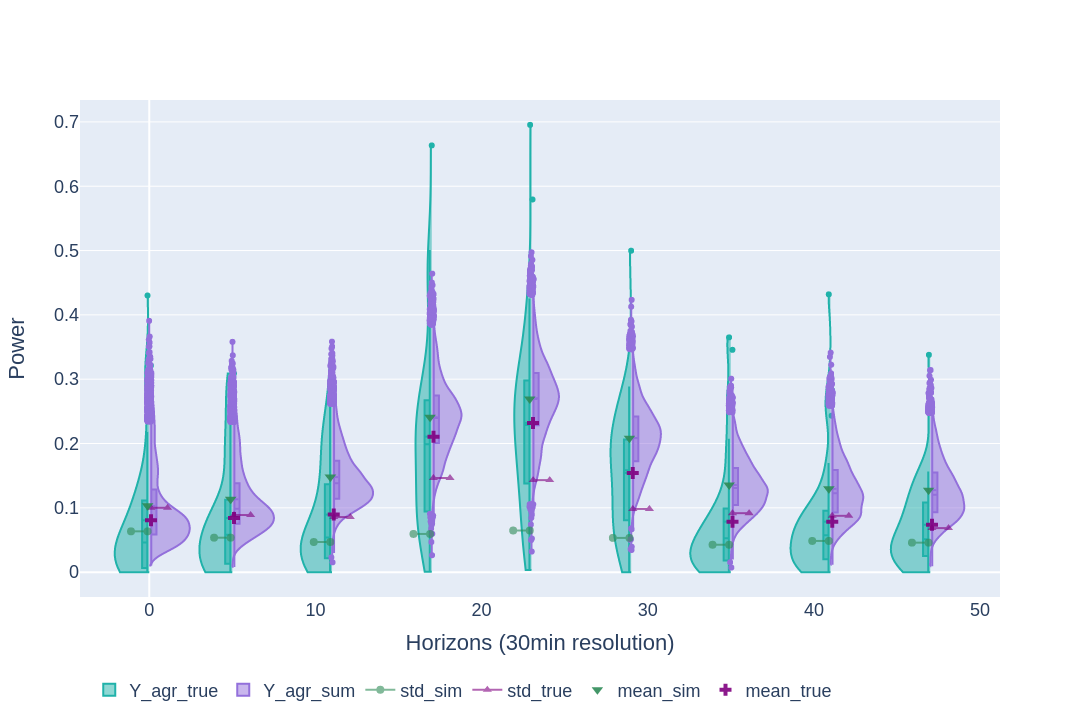 0.7
0.6
0.5
0.4
0.3
0.2
0.1
0
Power
0 10 20 30 40 50
Horizons (30min resolution)
Y_agr_true Y_agr_sum std_sim std_true mean_sim mean_true